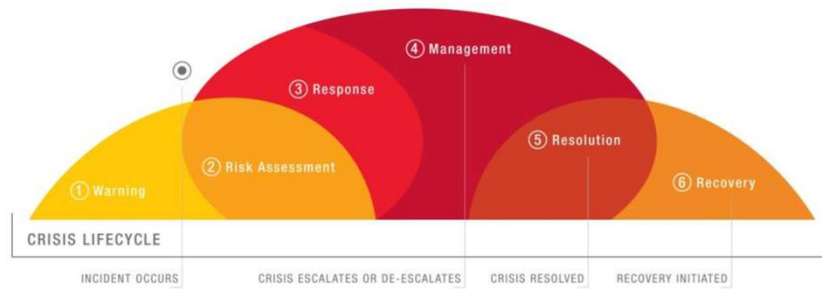 ④ Management
③ Response
⑤ Resolution
② Risk Assessment
⑥ Recovery
① Warning
CRISIS LIFECYCLE
INCIDENT OCCURS
CRISIS ESCALATES OR DE-ESCALATES
CRISIS RESOLVED
RECOVERY INITIATED